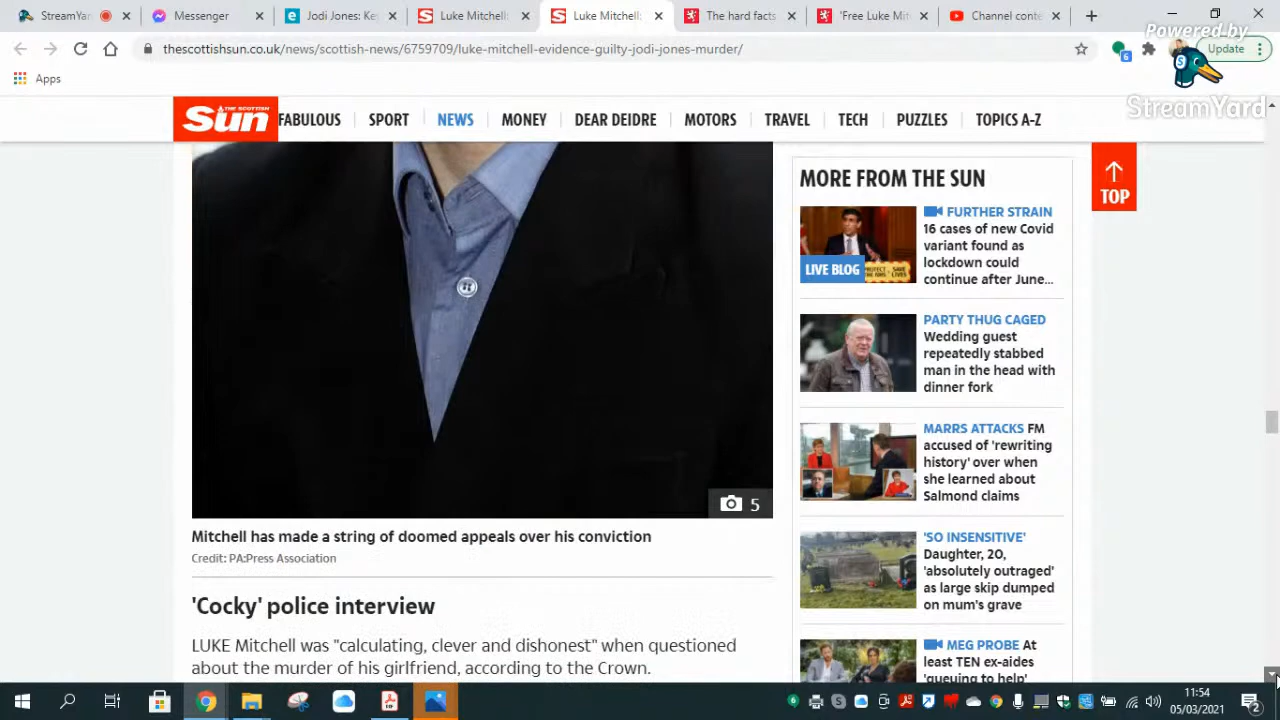 StreamYard
Messenger
Jodi Jones: Ke
Luke Mitchell
Luke Mitchell:
The hard facts
'Free Luke Mit
Channel conte
thescottishsun.co.uk/news/scottish-news/6759709/luke-mitchell-evidence-guilty-jodi-jones-murder/
6
Update
Powered by
StreamYard
Apps
THE SCOTTISH
Sun
FABULOUS
SPORT
NEWS
MONEY
DEAR DEIDRE
MOTORS
TRAVEL
TECH
PUZZLES
TOPICS A-Z
TOP
5
Mitchell has made a string of doomed appeals over his conviction
Credit: PA:Press Association
'Cocky' police interview
LUKE Mitchell was "calculating, clever and dishonest" when questioned
about the murder of his girlfriend, according to the Crown.
MORE FROM THE SUN
LIVE BLOG
FURTHER STRAIN
16 cases of new Covid
variant found as
lockdown could
continue after June...
PARTY THUG CAGED
Wedding guest
repeatedly stabbed
man in the head with
dinner fork
MARRS ATTACKS FM
accused of 'rewriting
history' over when
she learned about
Salmond claims
'SO INSENSITIVE'
Daughter, 20,
'absolutely outraged'
as large skip dumped
on mum's grave
MEG PROBE At
least TEN ex-aides
'queuing to help'
11:54
05/03/2021
2